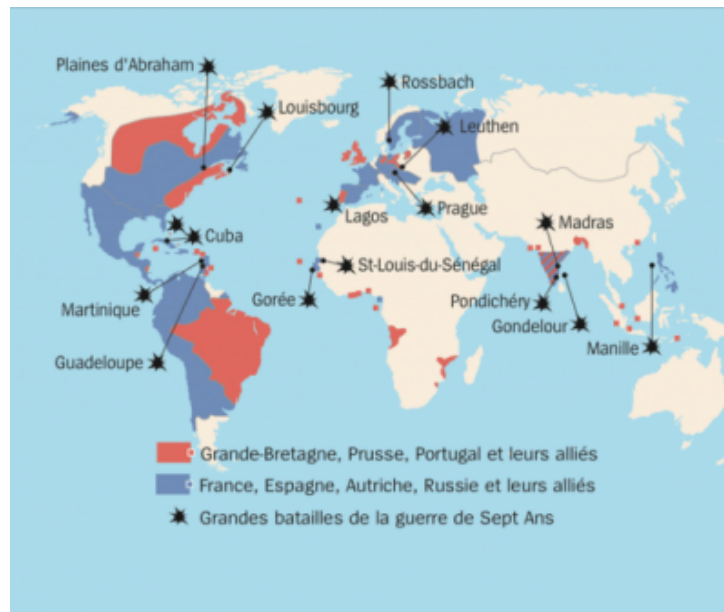 Plaines d'Abraham
Rossbach
Louisbourg
Leuthen
Lagos
Prague
Madras
Cuba
St-Louis-du-Sénégal
Martinique
Gorée
Pondichéry
Gondelour
Guadeloupe
Manille
Grande-Bretagne, Prusse, Portugal et leurs alliés
France, Espagne, Autriche, Russie et leurs alliés
Grandes batailles de la guerre de Sept Ans